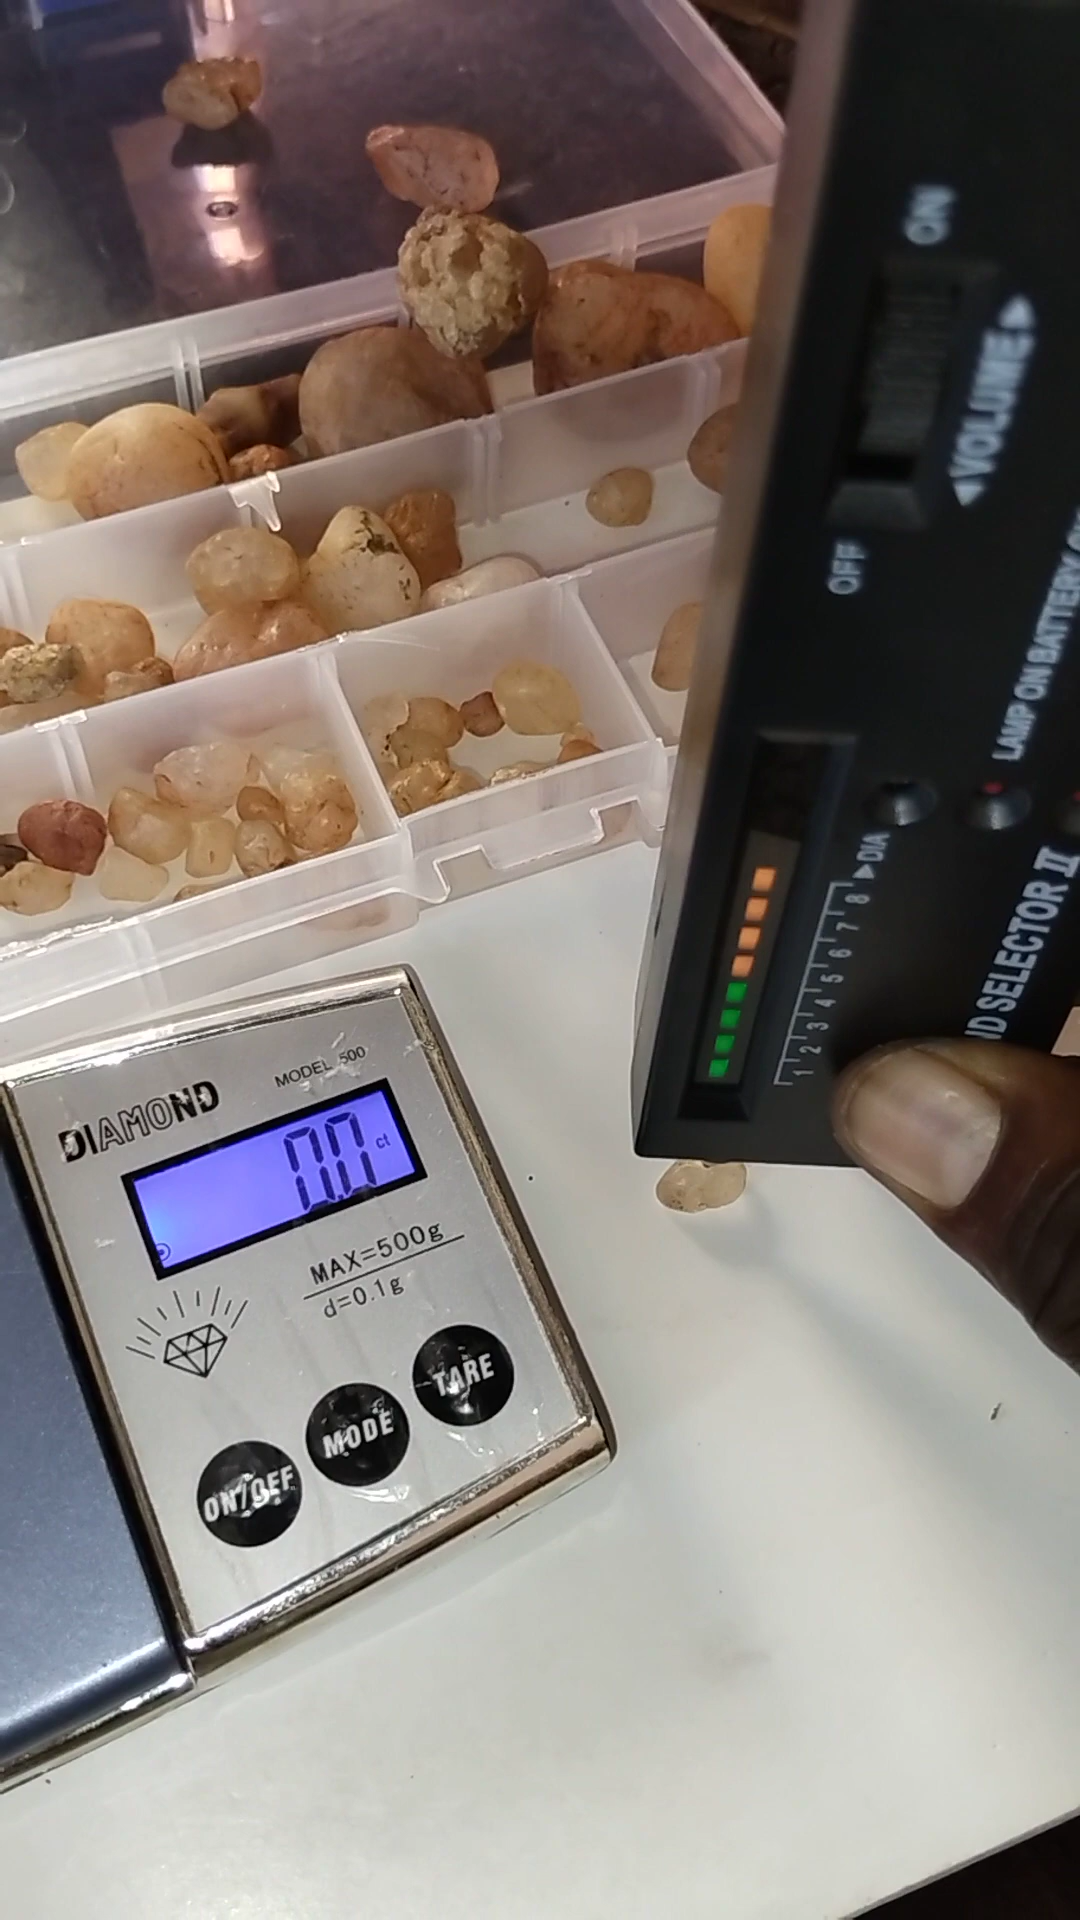 ON
◀VOLUME▶
OFF
LAMP ON BATTERY
1 2 3 4 5 6 7 8 ▶DIA
ND SELECTOR II
DIAMOND
MODEL 500
0.0 ct
MAX=500g
d=0.1g
TARE
MODE
ON/OFF